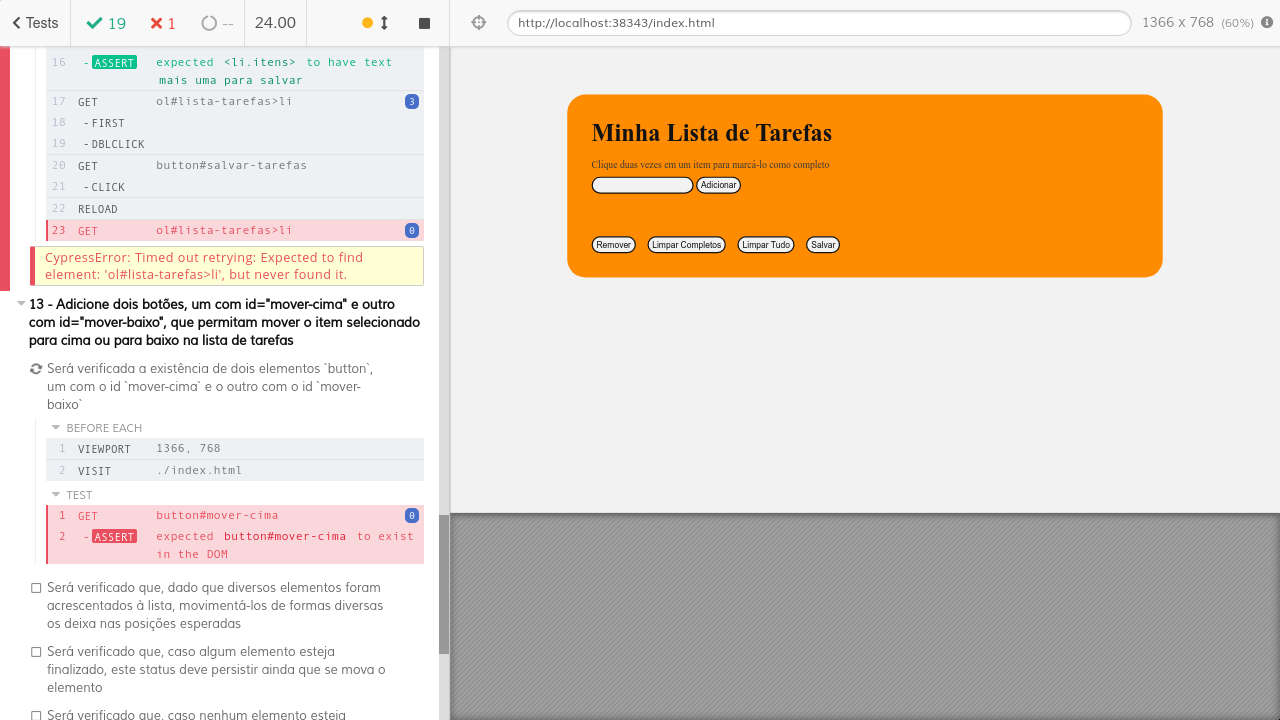 Tests
19
1
--
24.00
http://localhost:38343/index.html
1366 x 768 (60%)
16 - ASSERT expected <li.itens> to have text
mais uma para salvar
17 GET ol#lista-tarefas>li 3
18 - FIRST
19 - DBLCLICK
20 GET button#salvar-tarefas
21 - CLICK
22 RELOAD
23 GET ol#lista-tarefas>li 0
CypressError: Timed out retrying: Expected to find
element: 'ol#lista-tarefas>li', but never found it.
13 - Adicione dois botões, um com id="mover-cima" e outro
com id="mover-baixo", que permitam mover o item selecionado
para cima ou para baixo na lista de tarefas
Será verificada a existência de dois elementos `button`,
um com o id `mover-cima` e o outro com o id `mover-
baixo`
BEFORE EACH
1 VIEWPORT 1366, 768
2 VISIT ./index.html
TEST
1 GET button#mover-cima 0
2 - ASSERT expected button#mover-cima to exist
in the DOM
Será verificado que, dado que diversos elementos foram
acrescentados à lista, movimentá-los de formas diversas
os deixa nas posições esperadas
Será verificado que, caso algum elemento esteja
finalizado, este status deve persistir ainda que se mova o
elemento
Será verificado que, caso nenhum elemento esteja
Minha Lista de Tarefas
Clique duas vezes em um item para marcá-lo como completo
Adicionar
Remover Limpar Completos Limpar Tudo Salvar